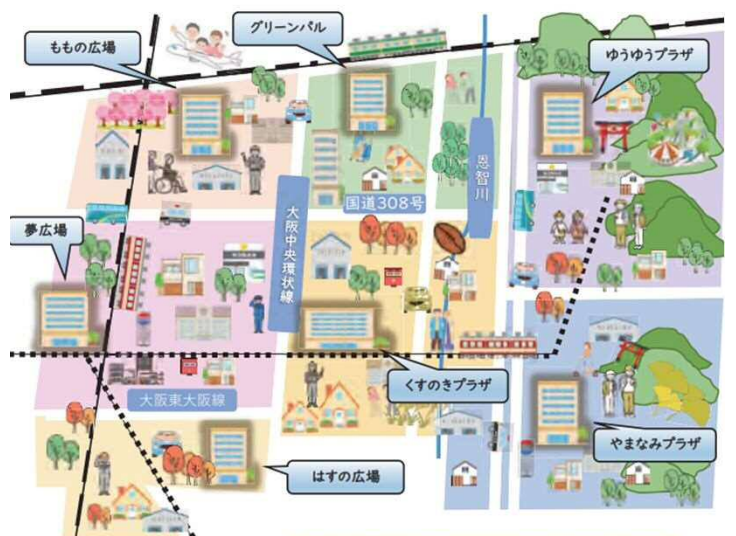 グリーンパル
ももの広場
ゆうゆうプラザ
恩智川
国道308号
大阪中央環状線
夢広場
くすのきプラザ
大阪東大阪線
やまなみプラザ
はすの広場